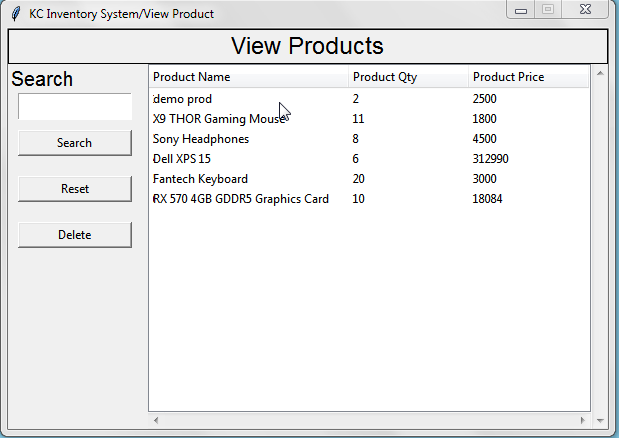 KC Inventory System/View Product
View Products
Search
Search
Reset
Delete
Product Name Product Qty Product Price
demo prod 2 2500
X9 THOR Gaming Mouse 11 1800
Sony Headphones 8 4500
Dell XPS 15 6 312990
Fantech Keyboard 20 3000
RX 570 4GB GDDR5 Graphics Card 10 18084